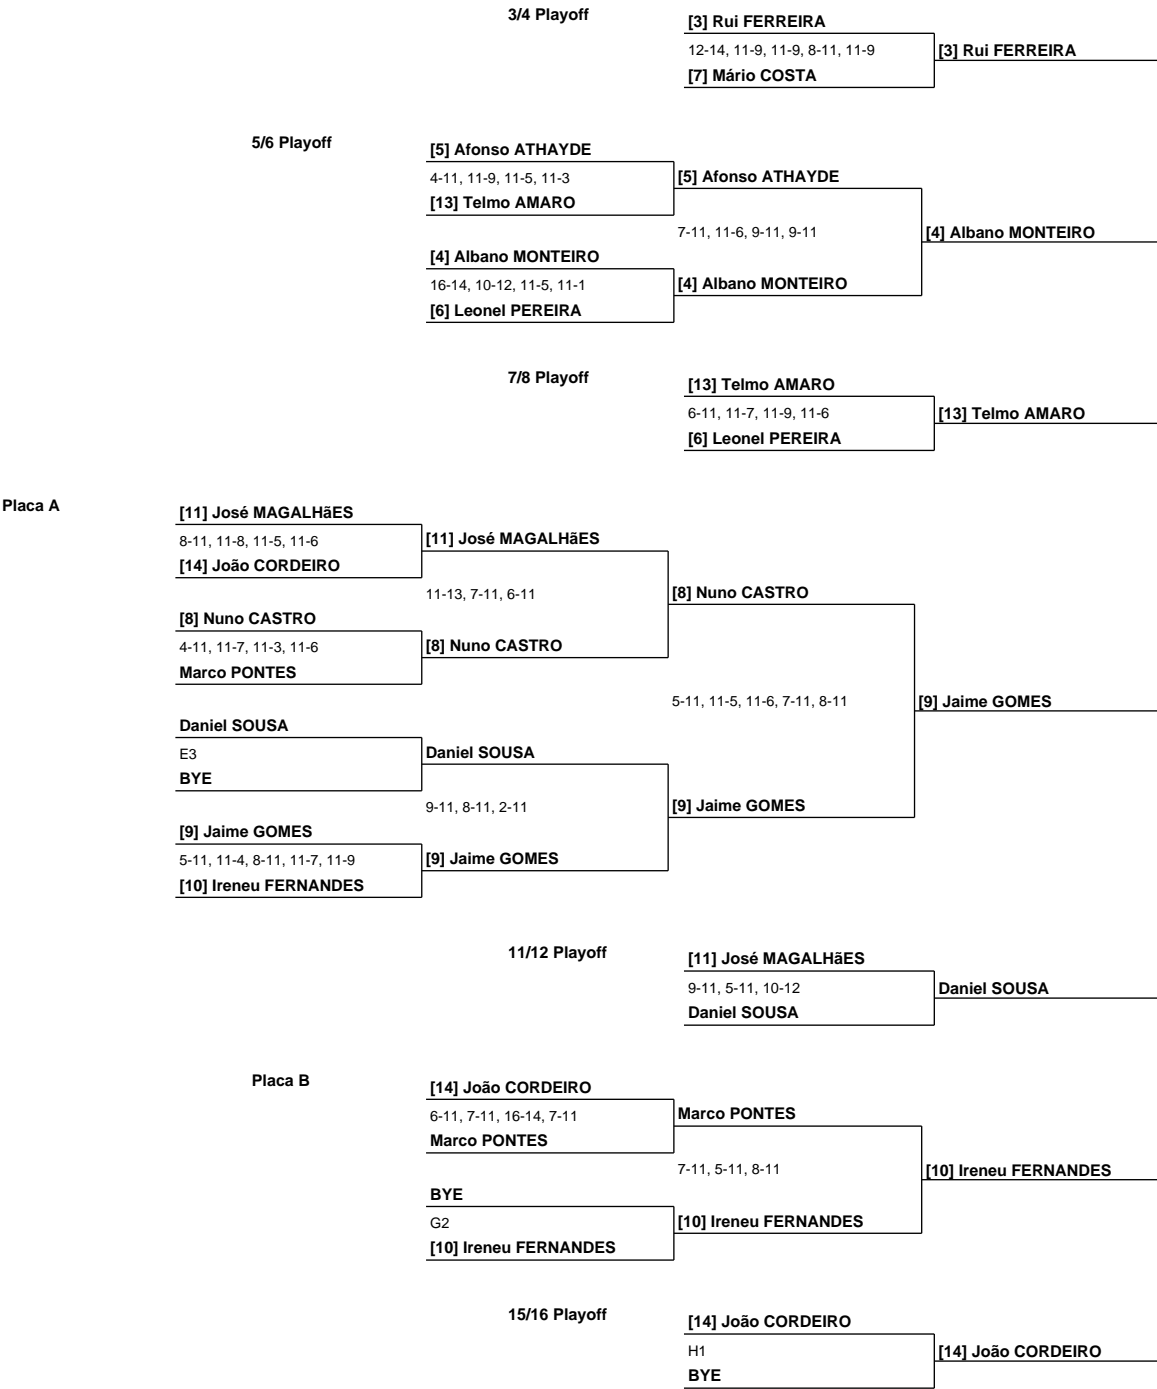 3/4 Playoff
[3] Rui FERREIRA
12-14, 11-9, 11-9, 8-11, 11-9
[3] Rui FERREIRA
[7] Mário COSTA
5/6 Playoff
[5] Afonso ATHAYDE
4-11, 11-9, 11-5, 11-3
[5] Afonso ATHAYDE
[13] Telmo AMARO
7-11, 11-6, 9-11, 9-11
[4] Albano MONTEIRO
[4] Albano MONTEIRO
16-14, 10-12, 11-5, 11-1
[4] Albano MONTEIRO
[6] Leonel PEREIRA
7/8 Playoff
[13] Telmo AMARO
6-11, 11-7, 11-9, 11-6
[13] Telmo AMARO
[6] Leonel PEREIRA
Placa A
[11] José MAGALHãES
8-11, 11-8, 11-5, 11-6
[11] José MAGALHãES
[14] João CORDEIRO
11-13, 7-11, 6-11
[8] Nuno CASTRO
[8] Nuno CASTRO
4-11, 11-7, 11-3, 11-6
[8] Nuno CASTRO
Marco PONTES
5-11, 11-5, 11-6, 7-11, 8-11
[9] Jaime GOMES
Daniel SOUSA
E3
Daniel SOUSA
BYE
9-11, 8-11, 2-11
[9] Jaime GOMES
[9] Jaime GOMES
5-11, 11-4, 8-11, 11-7, 11-9
[9] Jaime GOMES
[10] Ireneu FERNANDES
11/12 Playoff
[11] José MAGALHãES
9-11, 5-11, 10-12
Daniel SOUSA
Daniel SOUSA
Placa B
[14] João CORDEIRO
6-11, 7-11, 16-14, 7-11
Marco PONTES
Marco PONTES
7-11, 5-11, 8-11
[10] Ireneu FERNANDES
BYE
G2
[10] Ireneu FERNANDES
[10] Ireneu FERNANDES
15/16 Playoff
[14] João CORDEIRO
H1
[14] João CORDEIRO
BYE